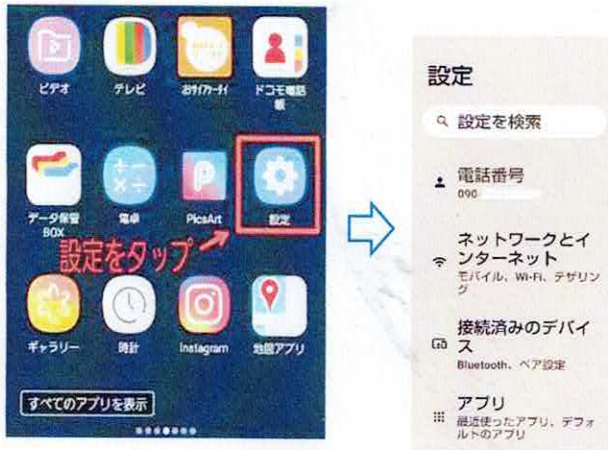 ビデオ
テレビ
おサイフケータイ
ドコモ電話
帳
データ保管
BOX
電卓
PicsArt
設定
設定をタップ
ギャラリー
時計
Instagram
地図アプリ
すべてのアプリを表示
設定
設定を検索
電話番号
090-
ネットワークとイ
ンターネット
モバイル、Wi-Fi、テザリン
グ
接続済みのデバイ
ス
Bluetooth、ペア設定
アプリ
最近使ったアプリ、デフォ
ルトのアプリ